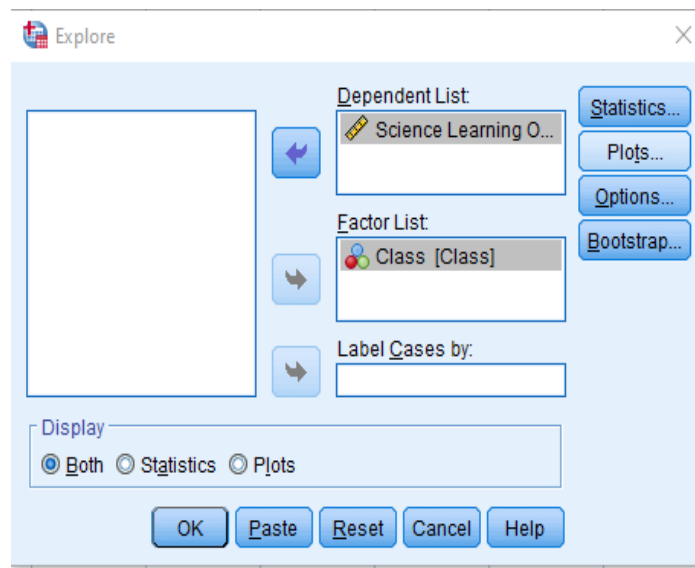 Explore
Dependent List:
Science Learning O...
Statistics...
Plots...
Options...
Bootstrap...
Factor List:
Class [Class]
Label Cases by:
Display
Both Statistics Plots
OK Paste Reset Cancel Help